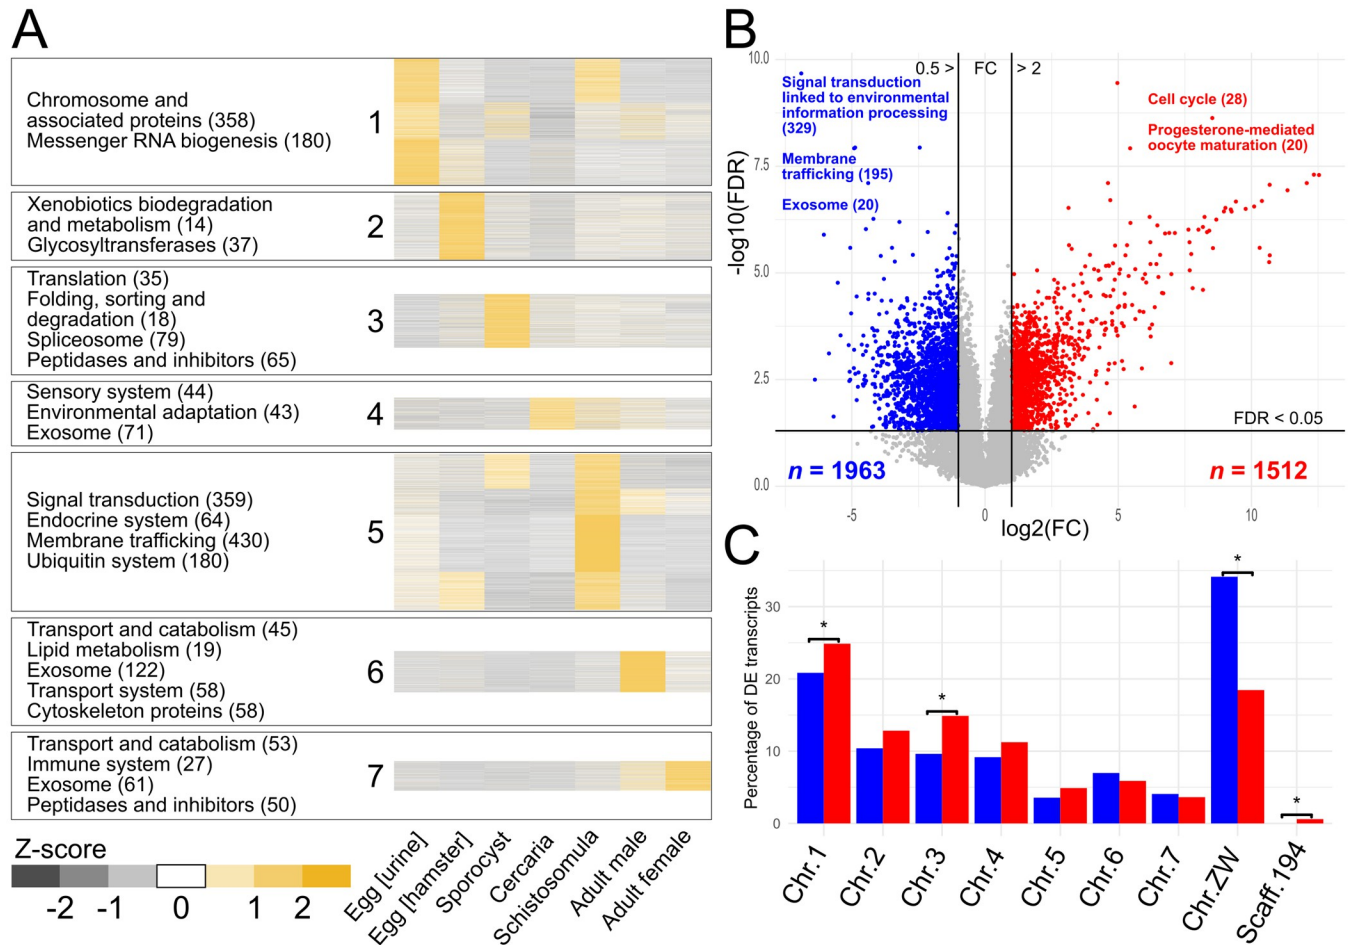 A
Chromosome and
associated proteins (358)
Messenger RNA biogenesis (180)
1
Xenobiotics biodegradation
and metabolism (14)
Glycosyltransferases (37)
2
Translation (35)
Folding, sorting and
degradation (18)
Spliceosome (79)
Peptidases and inhibitors (65)
3
Sensory system (44)
Environmental adaptation (43)
Exosome (71)
4
Signal transduction (359)
Endocrine system (64)
Membrane trafficking (430)
Ubiquitin system (180)
5
Transport and catabolism (45)
Lipid metabolism (19)
Exosome (122)
Transport system (58)
Cytoskeleton proteins (58)
6
Transport and catabolism (53)
Immune system (27)
Exosome (61)
Peptidases and inhibitors (50)
7
Z-score
-2 -1 0 1 2
Egg [urine]
Egg [hamster]
Sporocyst
Cercaria
Schistosomula
Adult male
Adult female
B
-log10(FDR)
10.0
7.5
5.0
2.5
0.0
0.5 > FC > 2
Signal transduction
linked to environmental
information processing
(329)
Membrane
trafficking (195)
Exosome (20)
Cell cycle (28)
Progesterone-mediated
oocyte maturation (20)
FDR < 0.05
n = 1963
n = 1512
-5 0 5 10
log2(FC)
C
Percentage of DE transcripts
30
20
10
0
*
*
*
*
Chr.1
Chr.2
Chr.3
Chr.4
Chr.5
Chr.6
Chr.7
Chr.ZW
Scaff.194